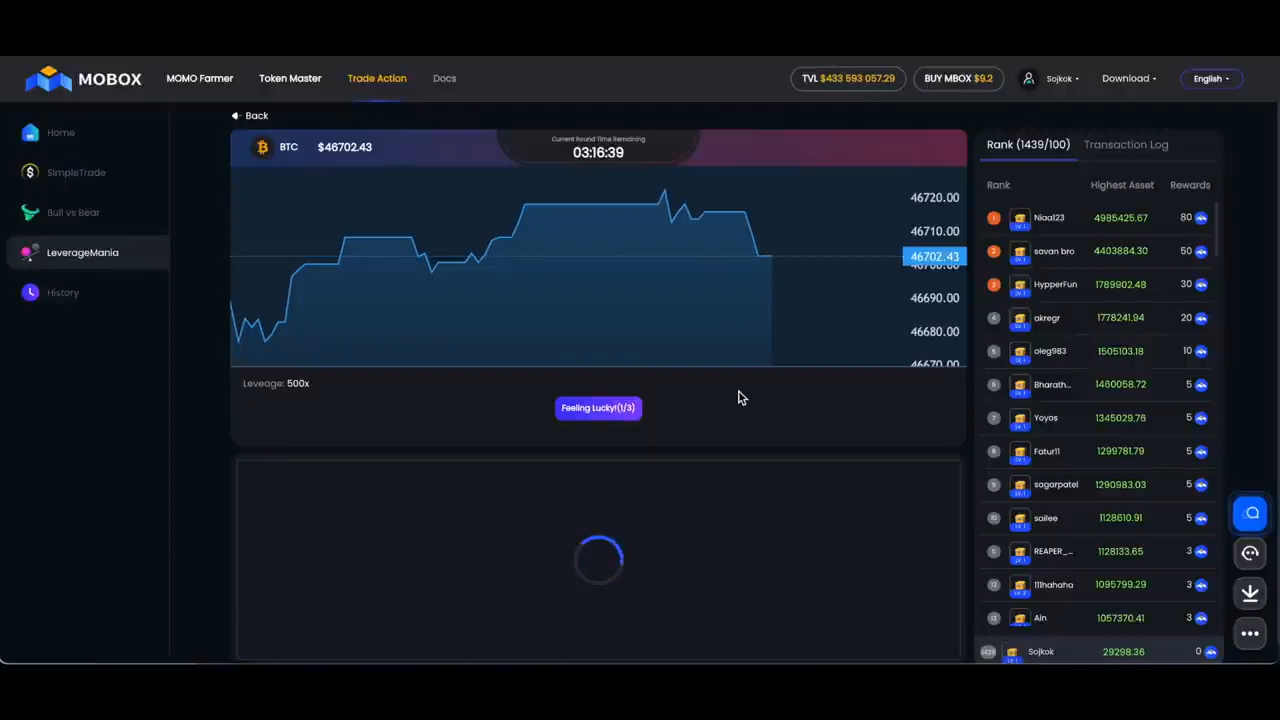 MOBOX
MOMO Farmer
Token Master
Trade Action
Docs
TVL $433 593 057.29
BUY MBOX $9.2
Sojkok
Download
English
Home
SimpleTrade
Bull vs Bear
LeverageMania
History
Back
BTC $46702.43
Current Round Time Remaining
03:16:39
46720.00
46710.00
46702.43
46690.00
46680.00
46670.00
Leveage: 500x
Feeling Lucky!(1/3)
Rank (1439/100) Transaction Log
Rank Highest Asset Rewards
1 Niaa123 4985425.67 80
2 savan bro 4403884.30 50
3 HypperFun 1789902.48 30
4 akregr 1778241.94 20
5 oleg983 1505103.18 10
6 Bharath... 1460058.72 5
7 Yoyos 1345029.76 5
8 Fatur11 1299781.79 5
9 sagarpatel 1290983.03 5
10 sailee 1128610.91 5
REAPER_... 1128133.65 3
12 111hahaha 1095799.29 3
13 Ain 1057370.41 3
1439 Sojkok 29298.36 0